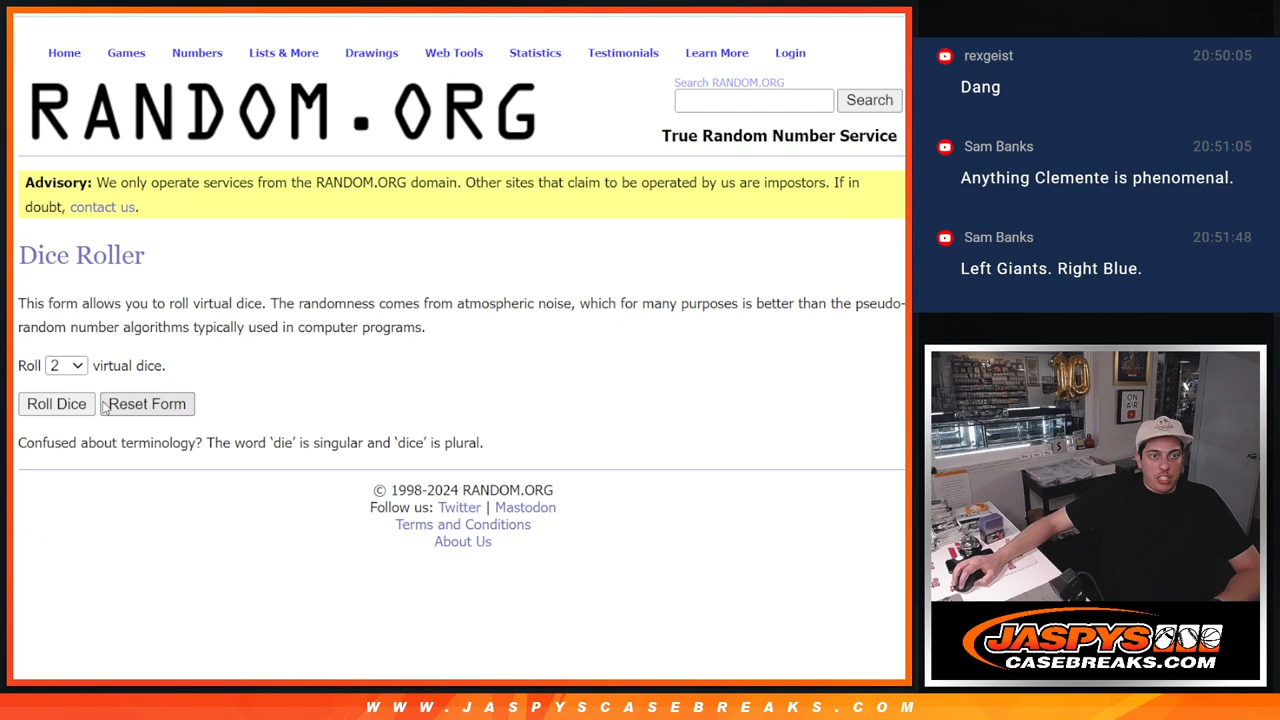 Home Games Numbers Lists & More Drawings Web Tools Statistics Testimonials Learn More Login
RANDOM.ORG
Search RANDOM.ORG
Search
True Random Number Service
Advisory: We only operate services from the RANDOM.ORG domain. Other sites that claim to be operated by us are impostors. If in
doubt, contact us.
Dice Roller
This form allows you to roll virtual dice. The randomness comes from atmospheric noise, which for many purposes is better than the pseudo-
random number algorithms typically used in computer programs.
Roll 2 virtual dice.
Roll Dice Reset Form
Confused about terminology? The word ‘die’ is singular and ‘dice’ is plural.
© 1998-2024 RANDOM.ORG
Follow us: Twitter | Mastodon
Terms and Conditions
About Us
rexgeist 20:50:05
Dang
Sam Banks 20:51:05
Anything Clemente is phenomenal.
Sam Banks 20:51:48
Left Giants. Right Blue.
10
ON
AIR
JASPYS
CASEBREAKS.COM
WWW.JASPYSCASEBREAKS.COM